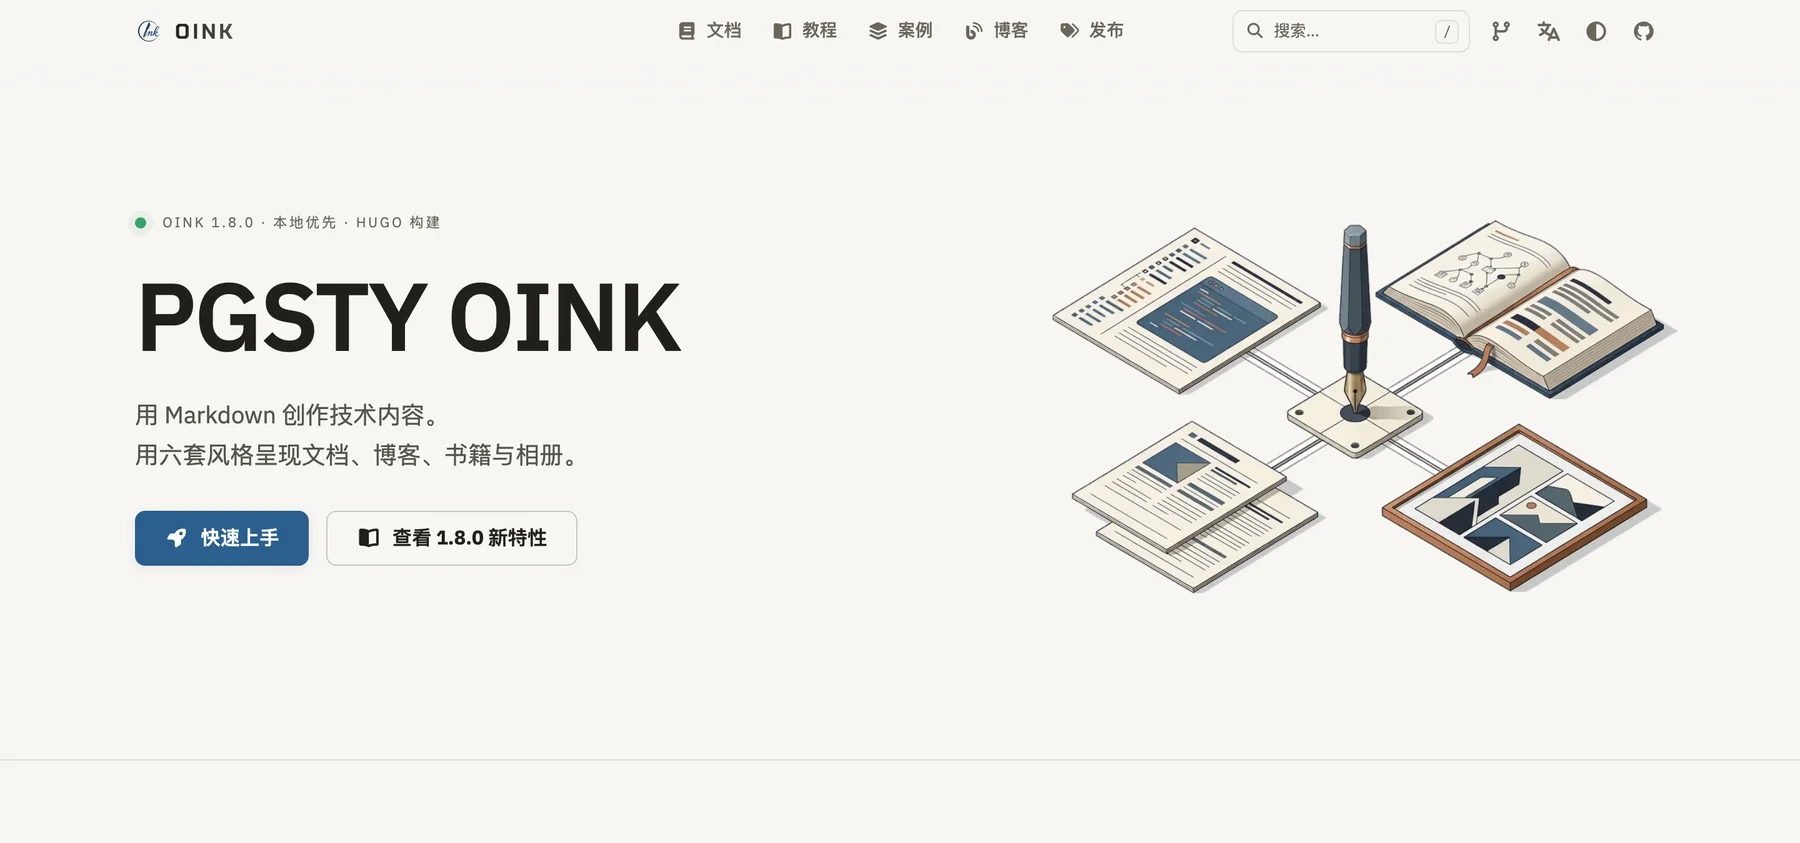 OINK
文档
教程
案例
博客
发布
搜索...
/
OINK 1.8.0 · 本地优先 · HUGO 构建
PGSTY OINK
用 Markdown 创作技术内容。
用六套风格呈现文档、博客、书籍与相册。
快速上手
查看 1.8.0 新特性